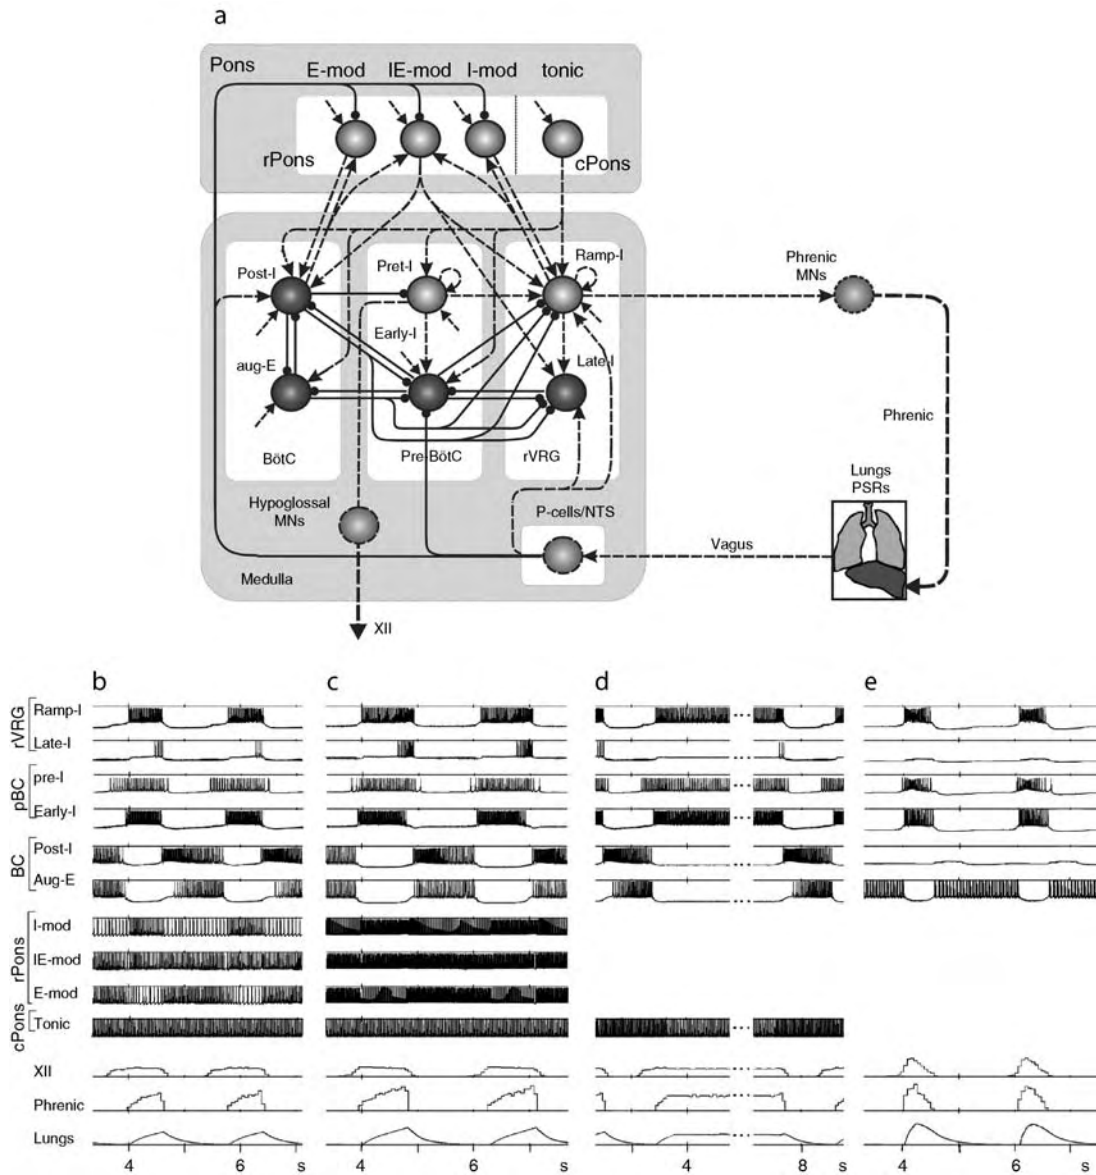 a
Pons
E-mod IE-mod I-mod tonic
rPons
cPons
Post-I
Pret-I
Ramp-I
Phrenic
MNs
Early-I
aug-E
Late-I
Phrenic
BötC
Pre-BötC
rVRG
Lungs
PSRs
Hypoglossal
MNs
P-cells/NTS
Vagus
Medulla
XII
b c d e
rVRG
Ramp-I
Late-I
pBC
pre-I
Early-I
BC
Post-I
Aug-E
rPons
I-mod
IE-mod
E-mod
cPons
Tonic
XII
Phrenic
Lungs
4 6 s 4 6 s 4 8 s 4 6 s